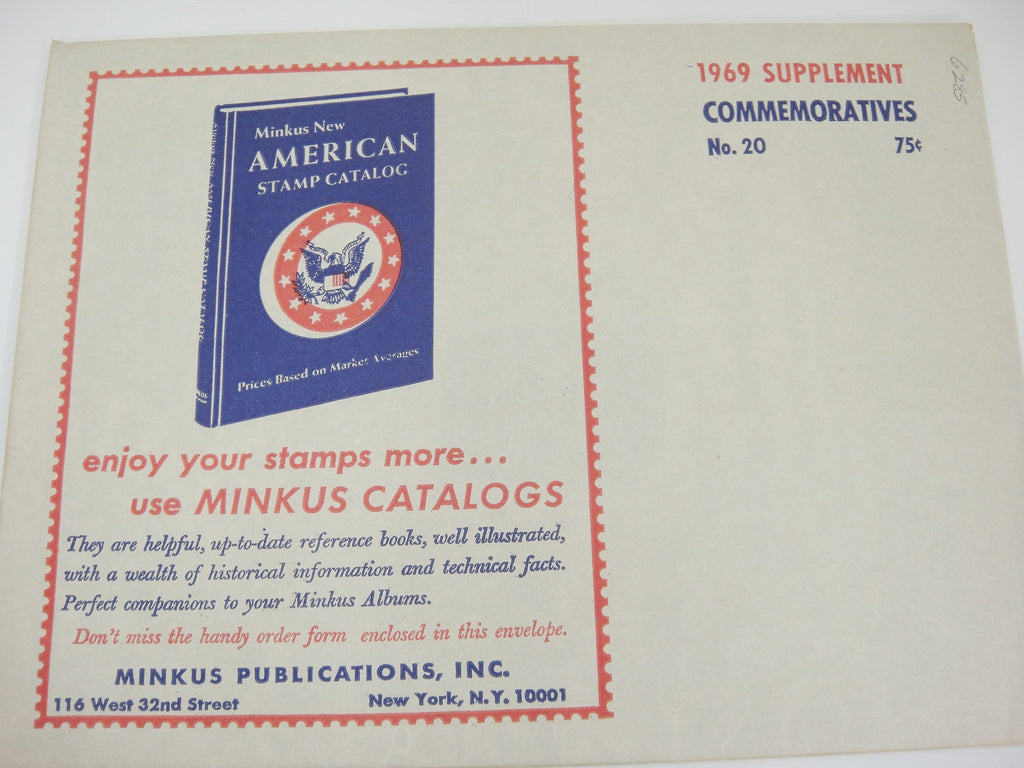 1969 SUPPLEMENT
COMMEMORATIVES
No. 20 75¢
6285
Minkus New
AMERICAN
STAMP CATALOG
Prices Based on Market Averages
enjoy your stamps more...
use MINKUS CATALOGS
They are helpful, up-to-date reference books, well illustrated,
with a wealth of historical information and technical facts.
Perfect companions to your Minkus Albums.
Don't miss the handy order form enclosed in this envelope.
MINKUS PUBLICATIONS, INC.
116 West 32nd Street New York, N.Y. 10001